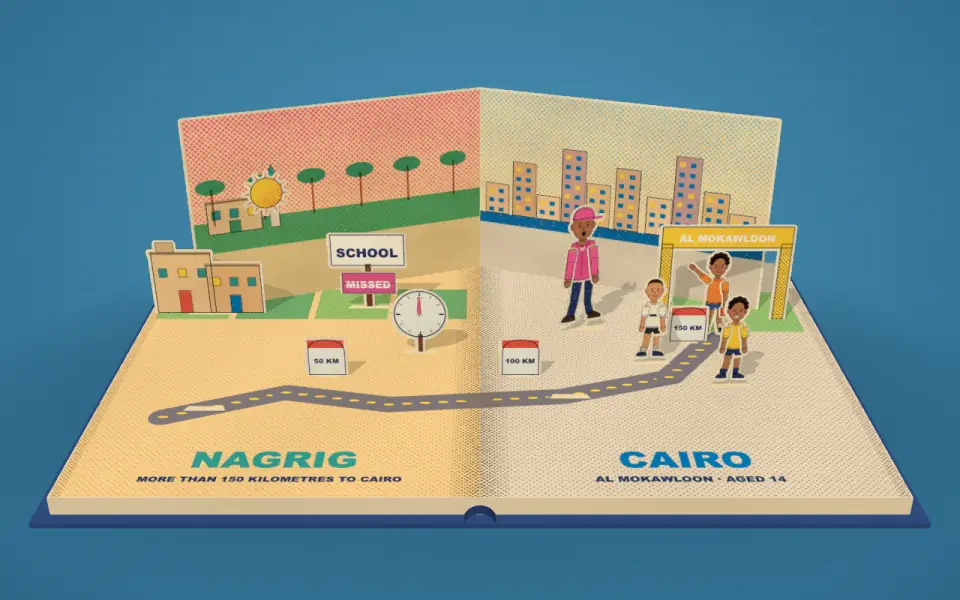 AL MOKAWLOON
SCHOOL
MISSED
50 KM
100 KM
150 KM
NAGRIG
MORE THAN 150 KILOMETRES TO CAIRO
CAIRO
AL MOKAWLOON · AGED 14